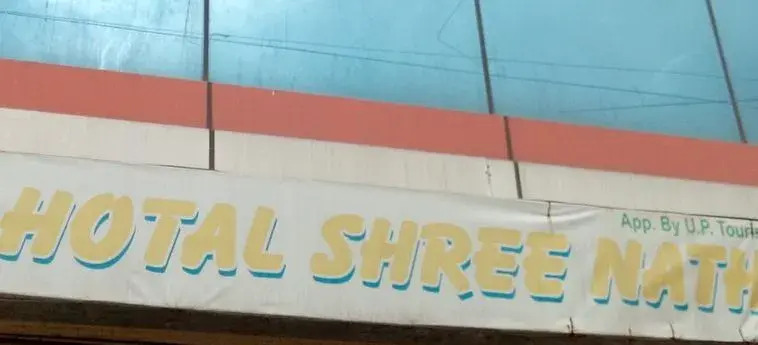 App. By U.P.
HOTAL SHREE NATH